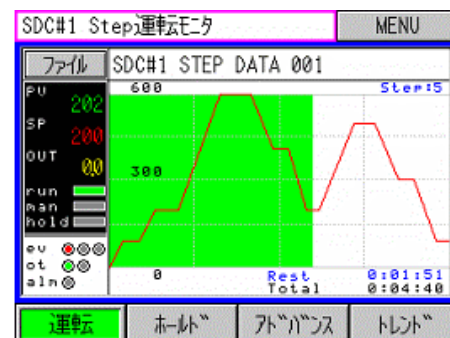 SDC#1 Step運転モニタ MENU
ファイル SDC#1 STEP DATA 001
600 Step:5
PV
202
SP
200
OUT
0.0
300
run
man
hold
ev
ot
alm
0 Rest 0:01:51
Total 0:04:40
運転 ホールド アドバンス トレンド